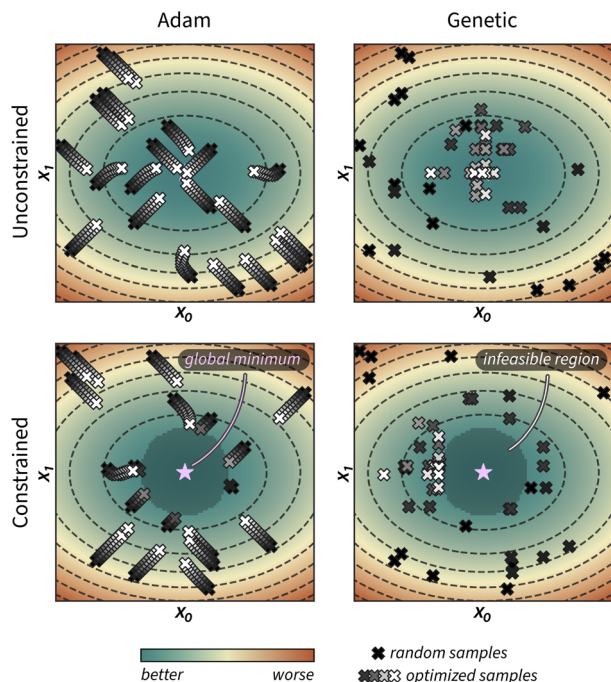 Adam
Genetic
Unconstrained
X1
X0
X1
X0
Constrained
global minimum
infeasible region
X1
X0
X1
X0
better
worse
random samples
optimized samples